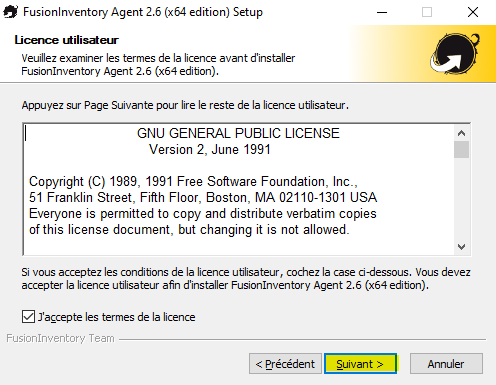 FusionInventory Agent 2.6 (x64 edition) Setup
Licence utilisateur
Veuillez examiner les termes de la licence avant d'installer
FusionInventory Agent 2.6 (x64 edition).
Appuyez sur Page Suivante pour lire le reste de la licence utilisateur.
GNU GENERAL PUBLIC LICENSE
Version 2, June 1991
Copyright (C) 1989, 1991 Free Software Foundation, Inc.,
51 Franklin Street, Fifth Floor, Boston, MA 02110-1301 USA
Everyone is permitted to copy and distribute verbatim copies
of this license document, but changing it is not allowed.
Si vous acceptez les conditions de la licence utilisateur, cochez la case ci-dessous. Vous devez
accepter la licence utilisateur afin d'installer FusionInventory Agent 2.6 (x64 edition).
J'accepte les termes de la licence
FusionInventory Team
< Précédent
Suivant >
Annuler